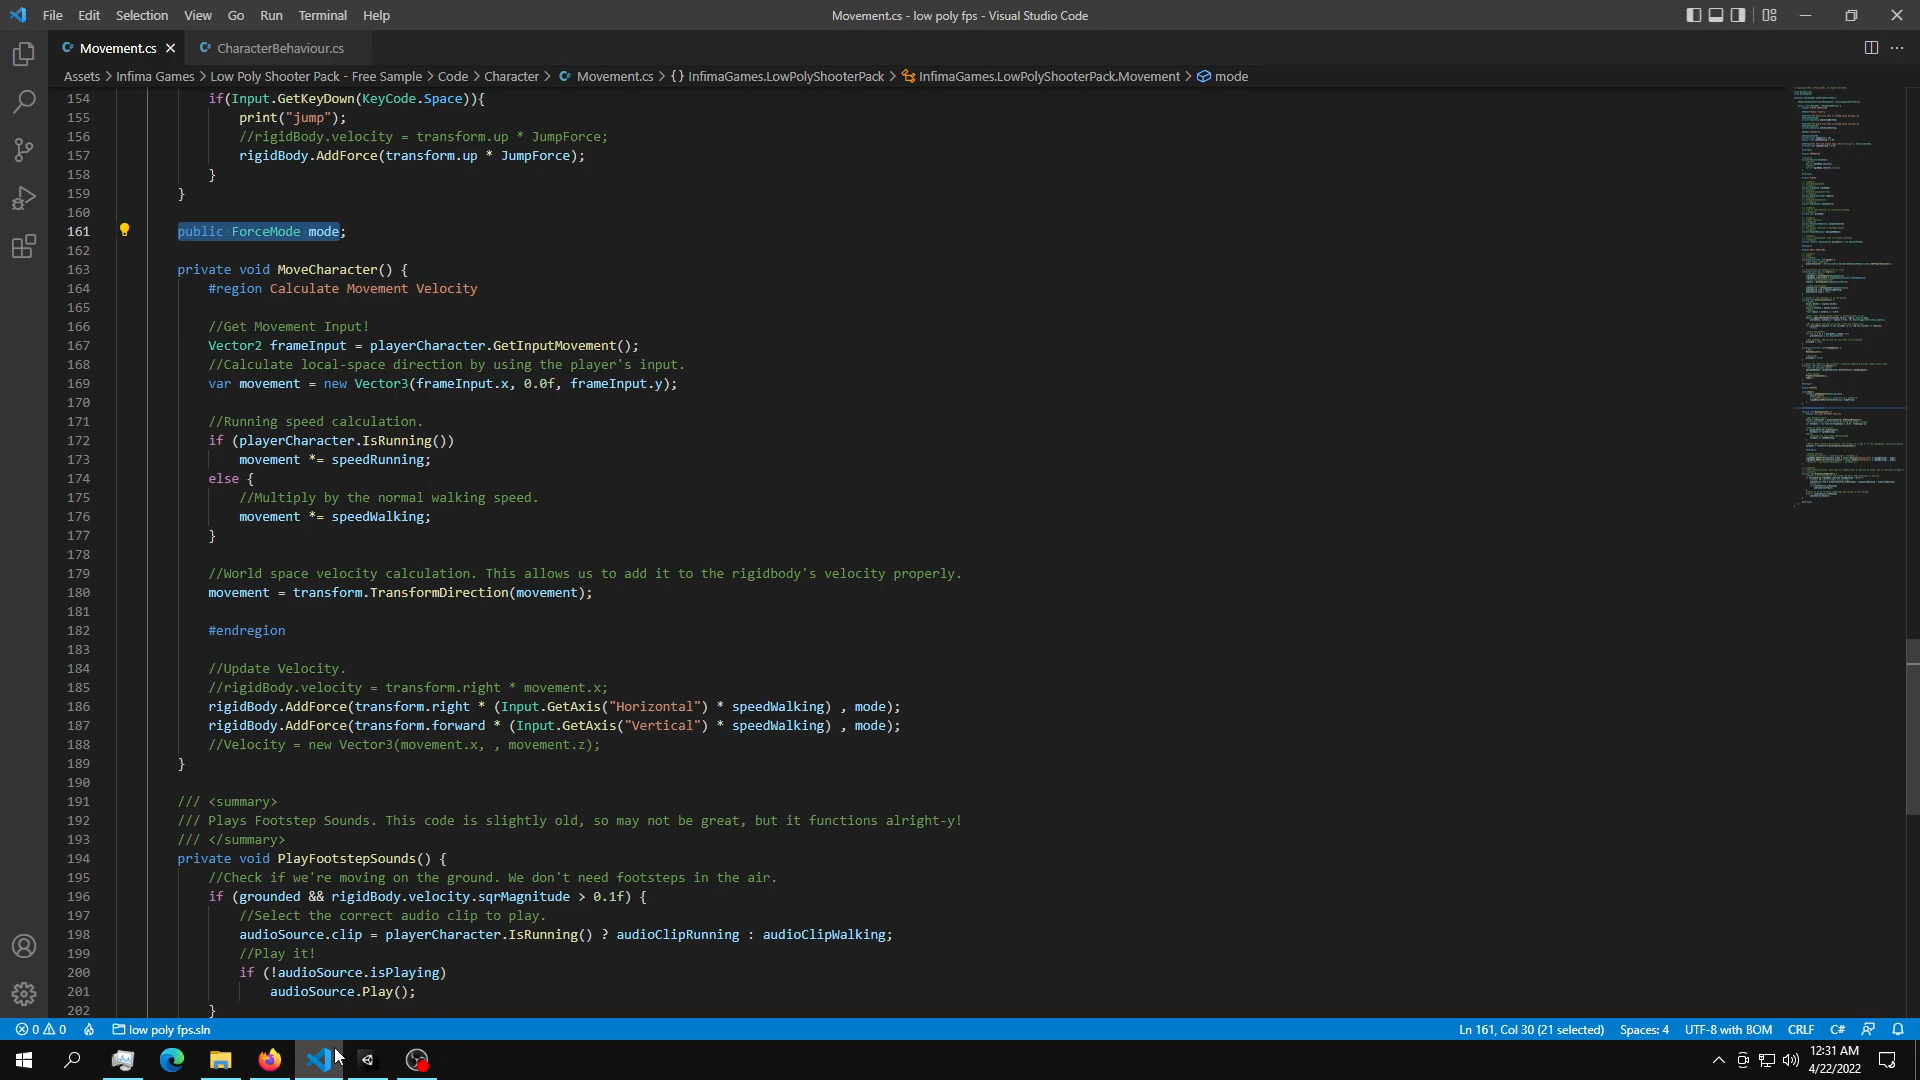 File Edit Selection View Go Run Terminal Help
Movement.cs - low poly fps - Visual Studio Code
Movement.cs
CharacterBehaviour.cs
Assets > Infima Games > Low Poly Shooter Pack - Free Sample > Code > Character > Movement.cs > {} InfimaGames.LowPolyShooterPack > InfimaGames.LowPolyShooterPack.Movement > mode
154 if(Input.GetKeyDown(KeyCode.Space)){
155 print("jump");
156 //rigidBody.velocity = transform.up * JumpForce;
157 rigidBody.AddForce(transform.up * JumpForce);
158 }
159 }
160
161 public ForceMode mode;
162
163 private void MoveCharacter() {
164 #region Calculate Movement Velocity
165
166 //Get Movement Input!
167 Vector2 frameInput = playerCharacter.GetInputMovement();
168 //Calculate local-space direction by using the player's input.
169 var movement = new Vector3(frameInput.x, 0.0f, frameInput.y);
170
171 //Running speed calculation.
172 if (playerCharacter.IsRunning())
173 movement *= speedRunning;
174 else {
175 //Multiply by the normal walking speed.
176 movement *= speedWalking;
177 }
178
179 //World space velocity calculation. This allows us to add it to the rigidbody's velocity properly.
180 movement = transform.TransformDirection(movement);
181
182 #endregion
183
184 //Update Velocity.
185 //rigidBody.velocity = transform.right * movement.x;
186 rigidBody.AddForce(transform.right * (Input.GetAxis("Horizontal") * speedWalking) , mode);
187 rigidBody.AddForce(transform.forward * (Input.GetAxis("Vertical") * speedWalking) , mode);
188 //Velocity = new Vector3(movement.x, , movement.z);
189 }
190
191 /// <summary>
192 /// Plays Footstep Sounds. This code is slightly old, so may not be great, but it functions alright-y!
193 /// </summary>
194 private void PlayFootstepSounds() {
195 //Check if we're moving on the ground. We don't need footsteps in the air.
196 if (grounded && rigidBody.velocity.sqrMagnitude > 0.1f) {
197 //Select the correct audio clip to play.
198 audioSource.clip = playerCharacter.IsRunning() ? audioClipRunning : audioClipWalking;
199 //Play it!
200 if (!audioSource.isPlaying)
201 audioSource.Play();
202 }
0 0 low poly fps.sln
Ln 161, Col 30 (21 selected) Spaces: 4 UTF-8 with BOM CRLF C#
12:31 AM
4/22/2022